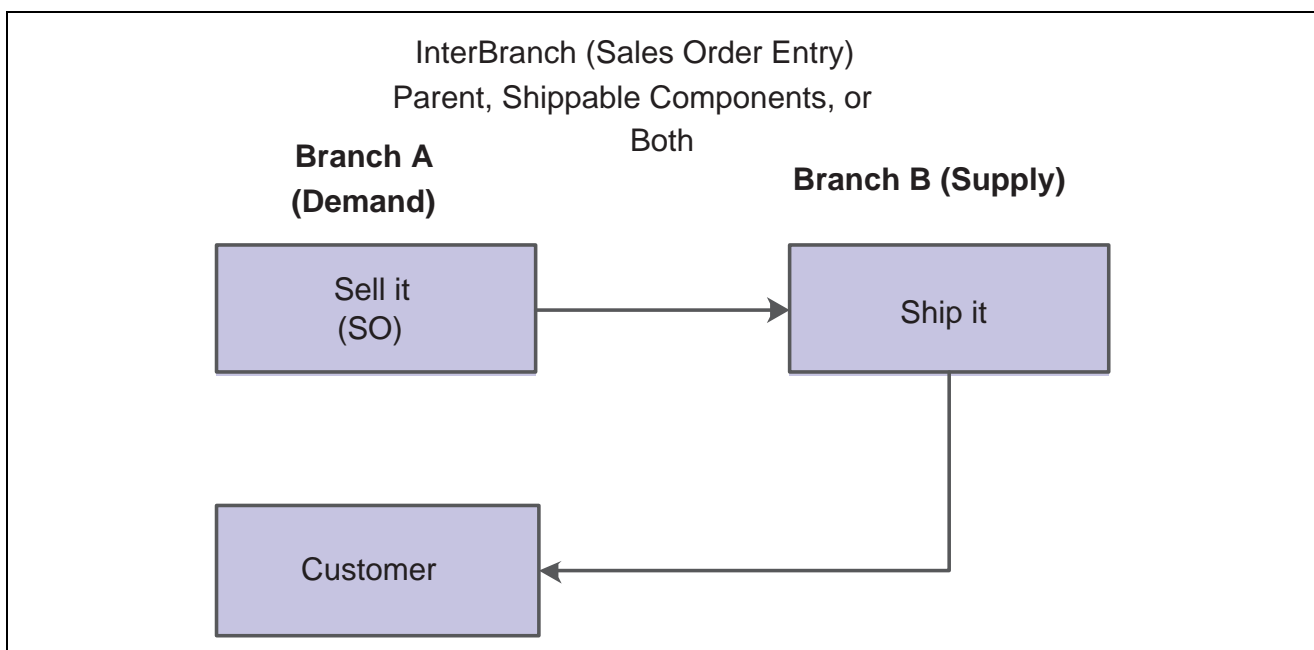 InterBranch (Sales Order Entry)
Parent, Shippable Components, or
Both
Branch A
(Demand)
Branch B (Supply)
Sell it
(SO)
Ship it
Customer